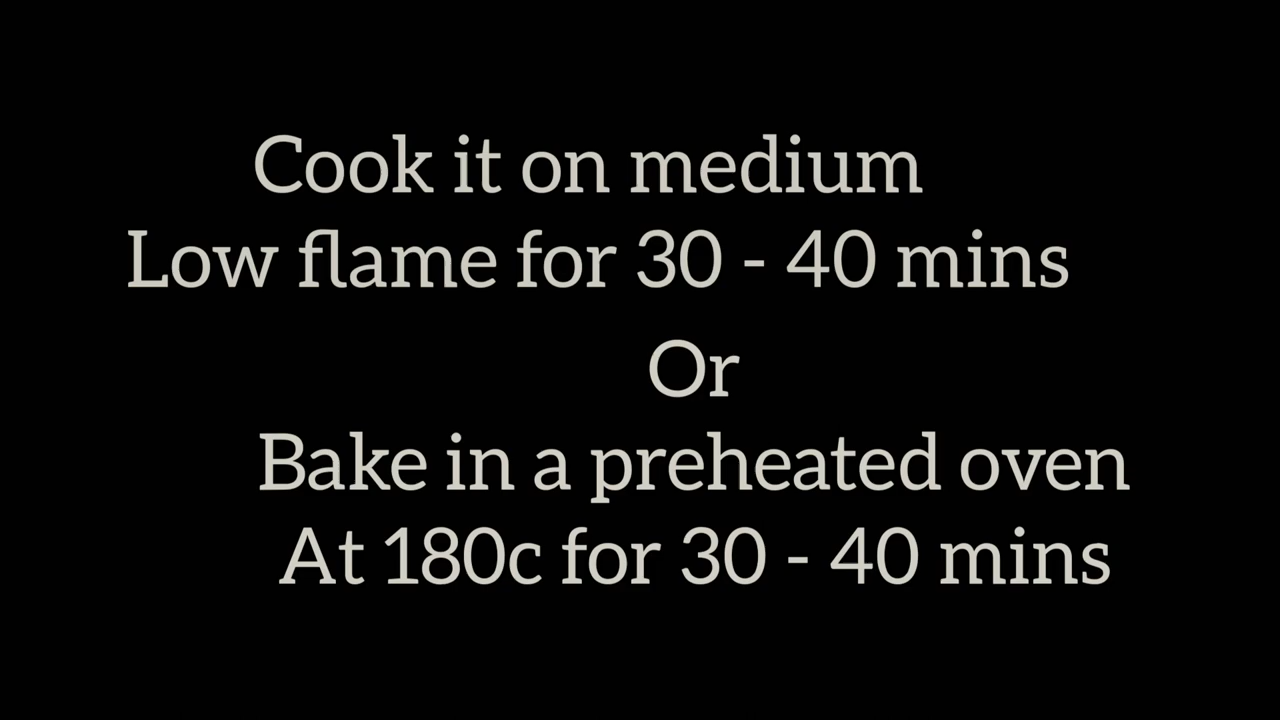 Cook it on medium
Low flame for 30 - 40 mins
Or
Bake in a preheated oven
At 180c for 30 - 40 mins